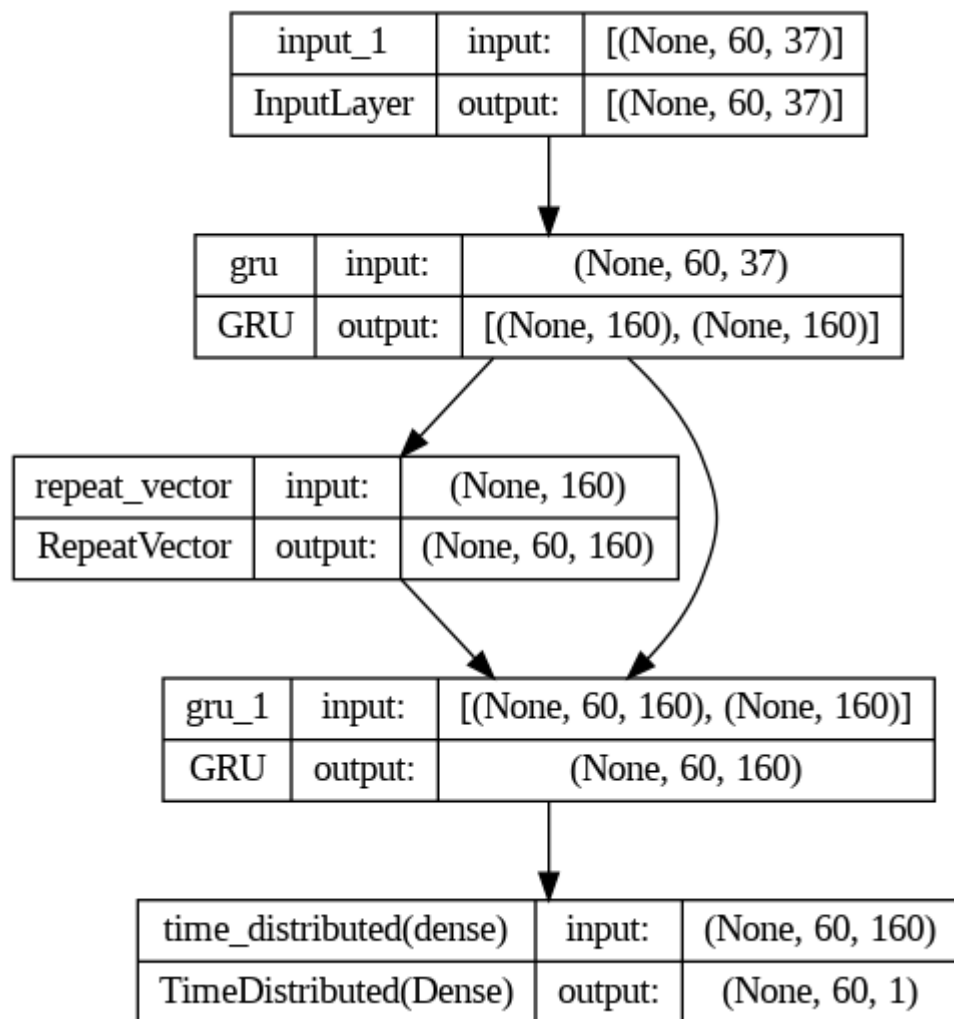 input_1 input: [(None, 60, 37)]
InputLayer output: [(None, 60, 37)]
gru input: (None, 60, 37)
GRU output: [(None, 160), (None, 160)]
repeat_vector input: (None, 160)
RepeatVector output: (None, 60, 160)
gru_1 input: [(None, 60, 160), (None, 160)]
GRU output: (None, 60, 160)
time_distributed(dense) input: (None, 60, 160)
TimeDistributed(Dense) output: (None, 60, 1)